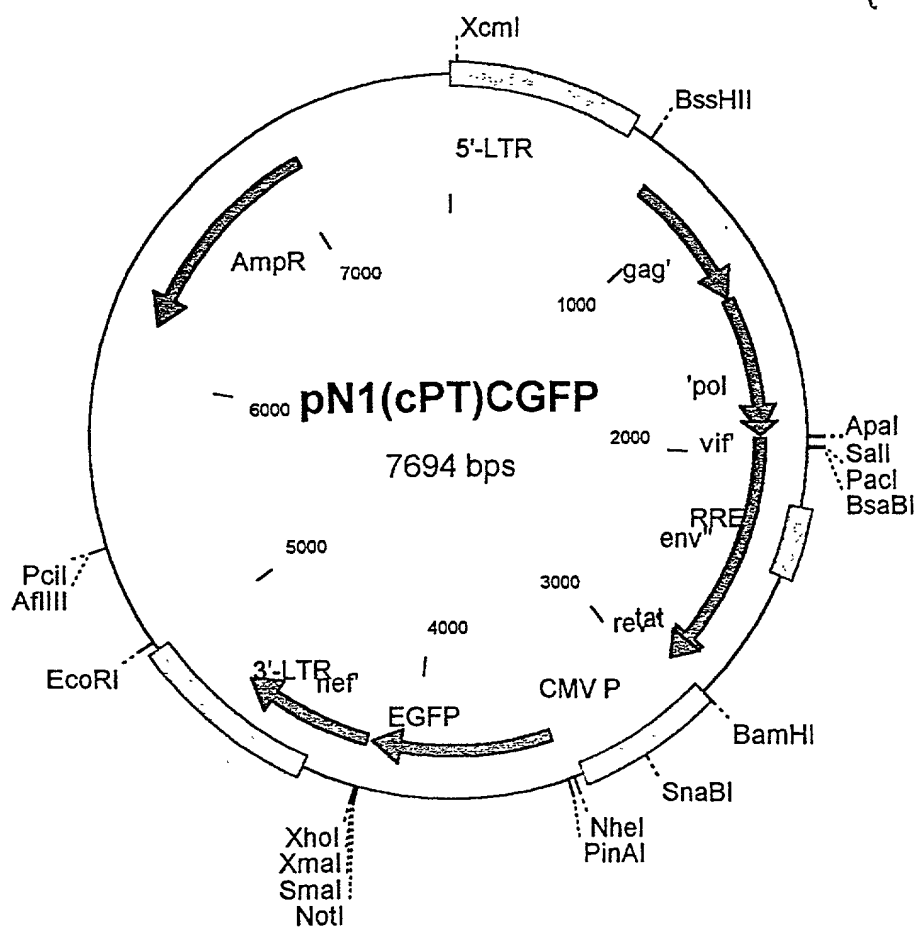 XcmI
BssHII
5'-LTR
AmpR
7000
gag'
1000
6000
pN1(cPT)CGFP
7694 bps
'pol
2000
vif'
ApaI
SalI
PacI
BsaBI
RRE
env''
5000
3000
PciI
AflIII
tat
4000
EcoRI
3'-LTR
nef'
EGFP
CMV P
BamHI
SnaBI
NheI
PinAI
XhoI
XmaI
SmaI
NotI